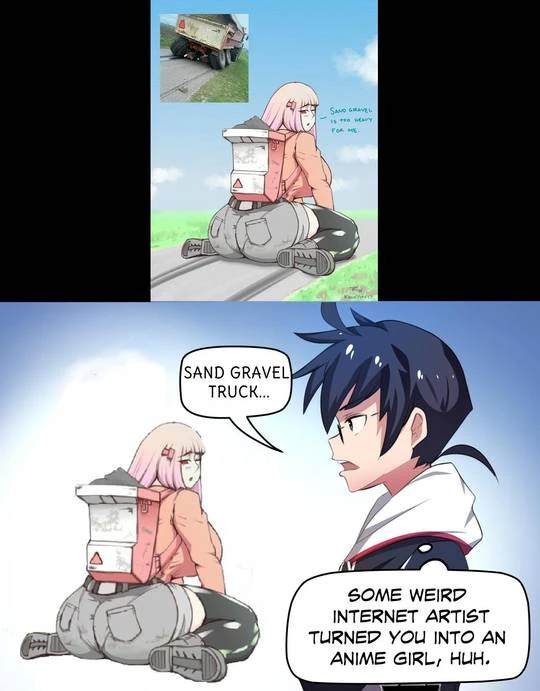 SAND GRAVEL
IS TOO HEAVY
FOR ME.
SAND GRAVEL
TRUCK...
SOME WEIRD
INTERNET ARTIST
TURNED YOU INTO AN
ANIME GIRL, HUH.